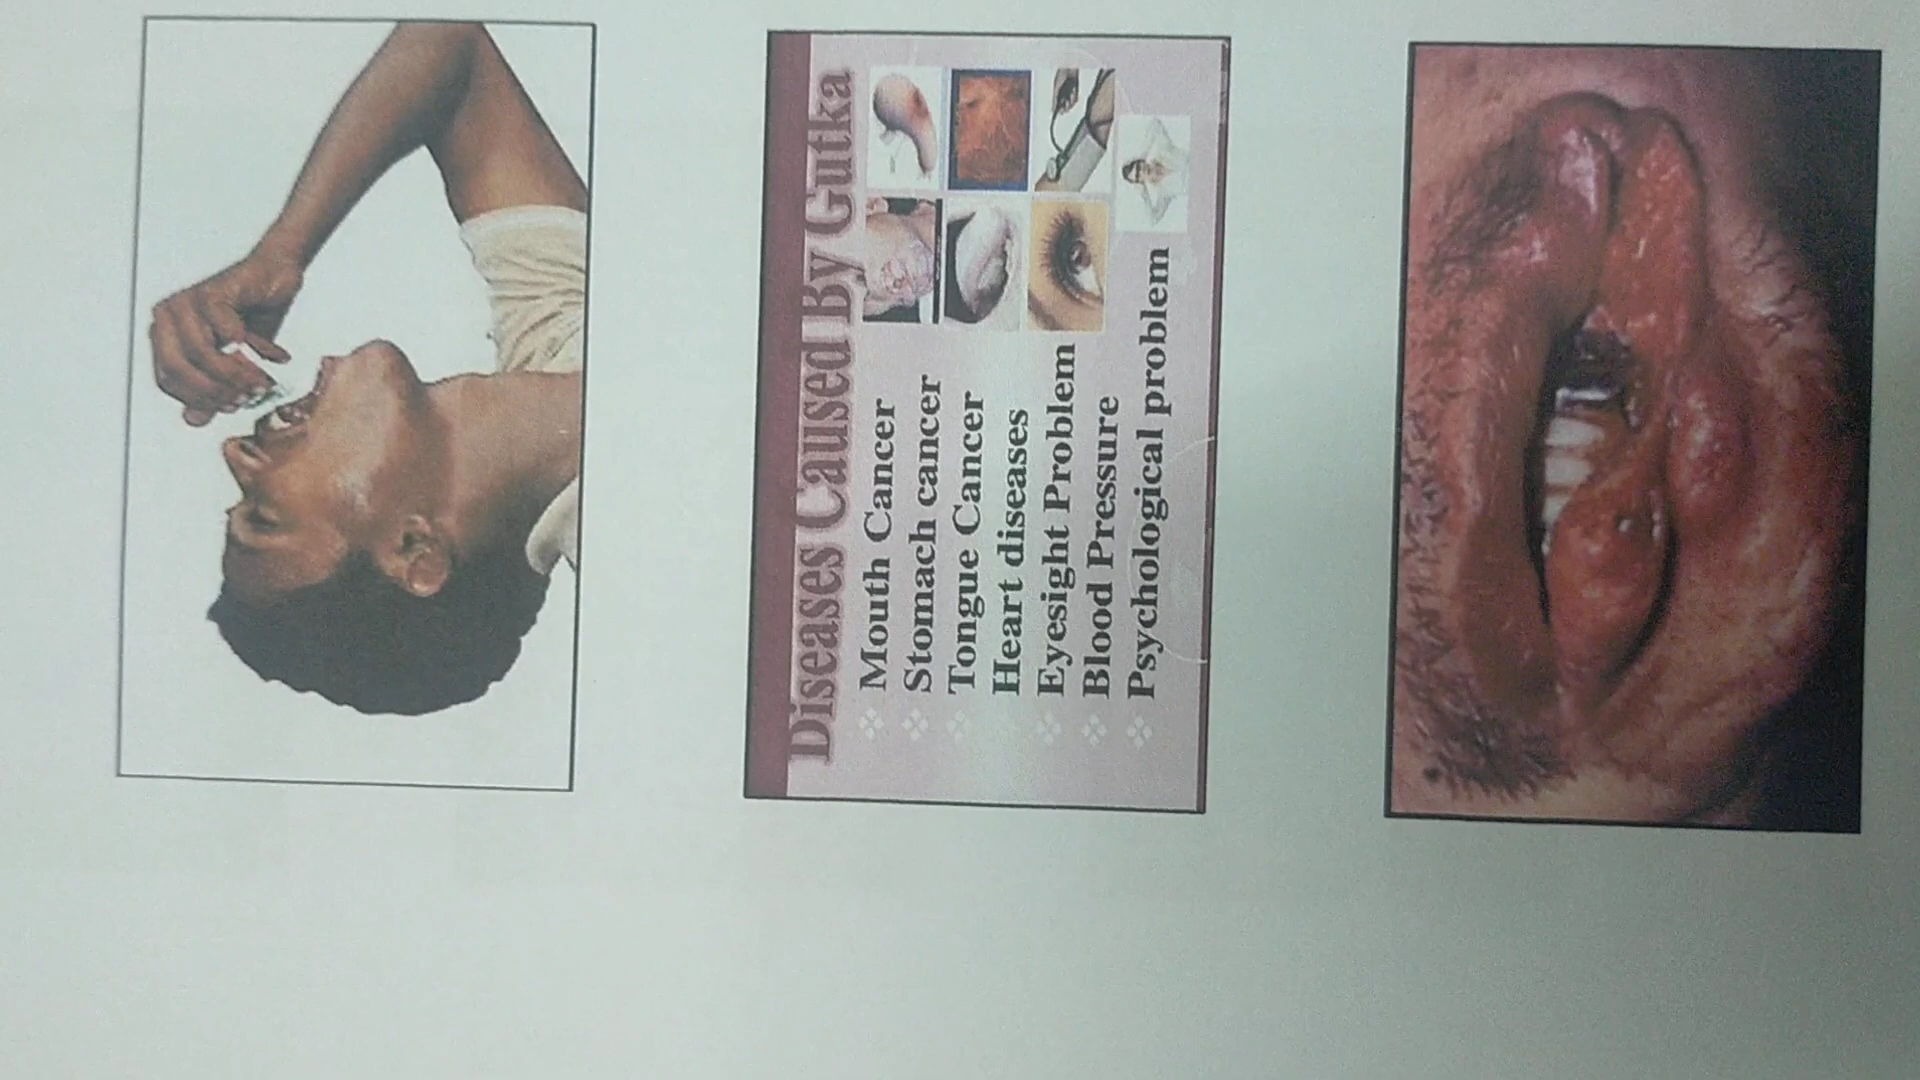 Diseases Caused By Gutka
Mouth Cancer
Stomach cancer
Tongue Cancer
Heart diseases
Eyesight Problem
Blood Pressure
Psychological problem